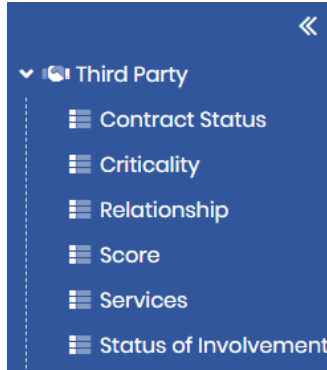 Third Party
Contract Status
Criticality
Relationship
Score
Services
Status of Involvement